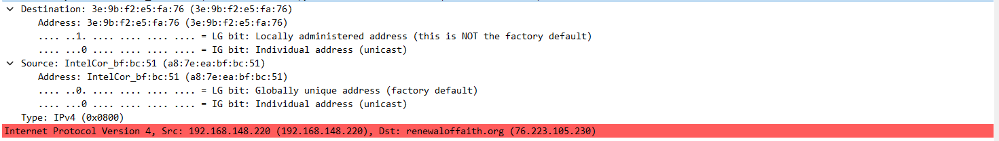 Destination: 3e:9b:f2:e5:fa:76 (3e:9b:f2:e5:fa:76)
Address: 3e:9b:f2:e5:fa:76 (3e:9b:f2:e5:fa:76)
.... ..1. .... .... .... .... = LG bit: Locally administered address (this is NOT the factory default)
.... ...0 .... .... .... .... = IG bit: Individual address (unicast)
Source: IntelCor_bf:bc:51 (a8:7e:ea:bf:bc:51)
Address: IntelCor_bf:bc:51 (a8:7e:ea:bf:bc:51)
.... ..0. .... .... .... .... = LG bit: Globally unique address (factory default)
.... ...0 .... .... .... .... = IG bit: Individual address (unicast)
Type: IPv4 (0x0800)
Internet Protocol Version 4, Src: 192.168.148.220 (192.168.148.220), Dst: renewaloffaith.org (76.223.105.230)